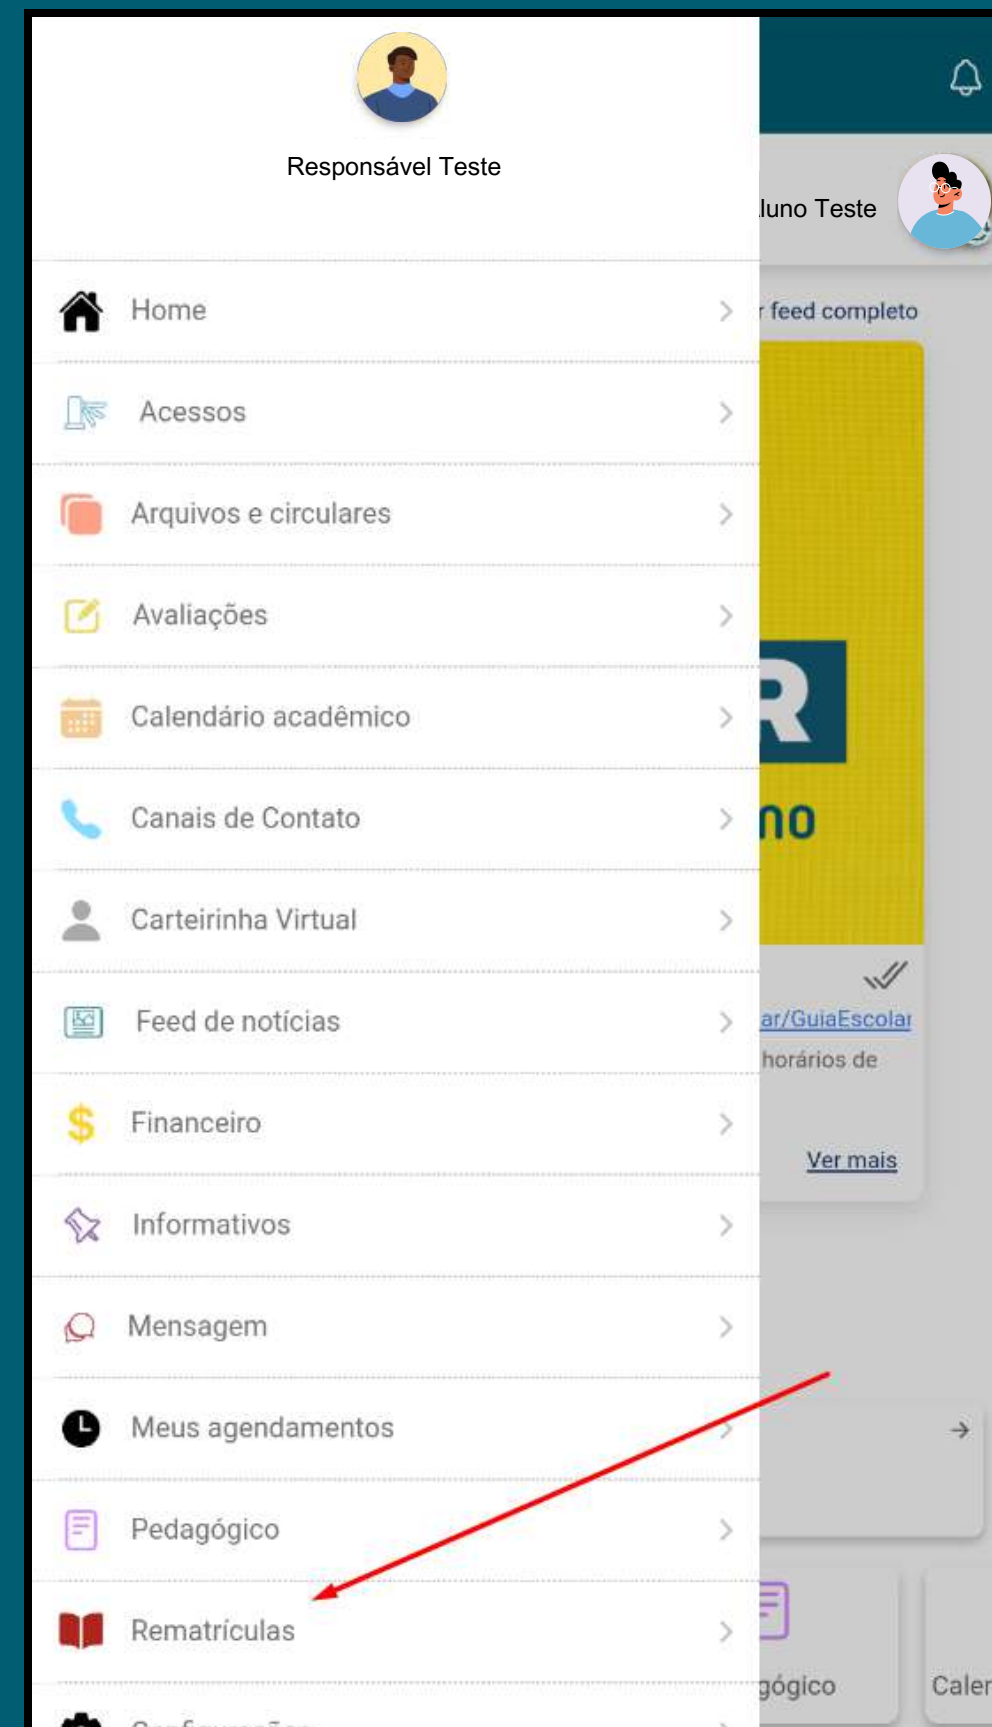 Responsável Teste
luno Teste
Home
r feed completo
Acessos
Arquivos e circulares
Avaliações
Calendário acadêmico
R
Canais de Contato
no
Carteirinha Virtual
Feed de notícias
ar/GuiaEscolar
horários de
Financeiro
Ver mais
Informativos
Mensagem
Meus agendamentos
Pedagógico
Rematrículas
gógico
Caler